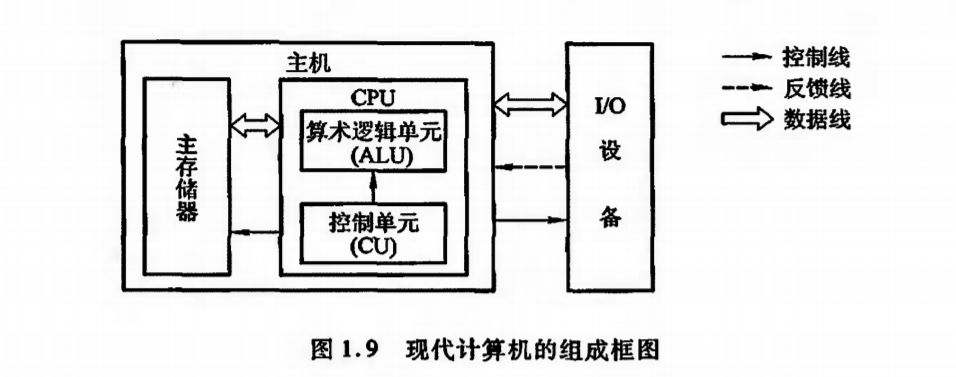 主机
CPU
算术逻辑单元
(ALU)
控制单元
(CU)
主存储器
I/O
设
备
控制线
反馈线
数据线
图 1.9 现代计算机的组成框图